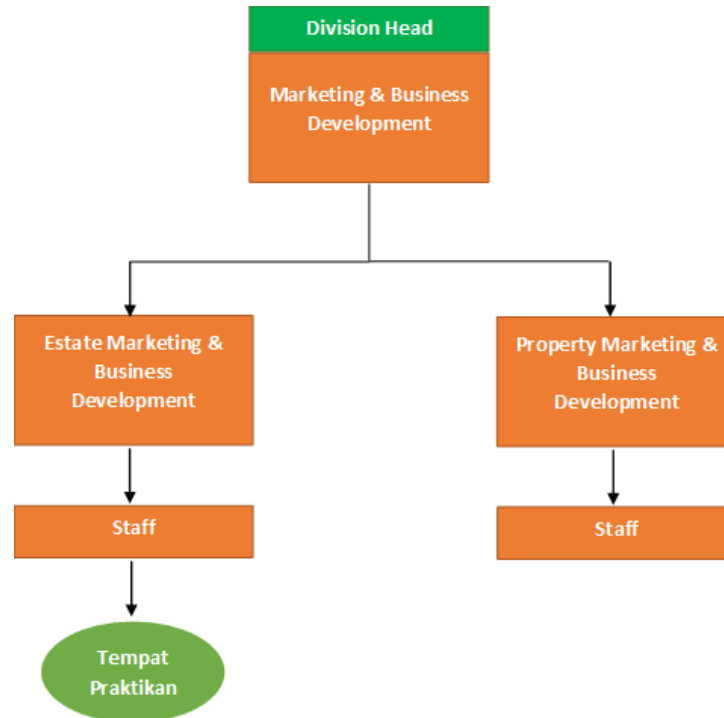 Division Head
Marketing & Business
Development
Estate Marketing &
Business
Development
Property Marketing &
Business
Development
Staff
Staff
Tempat
Praktikan